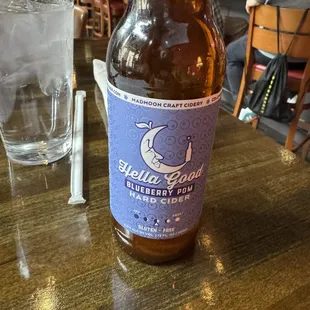 MADMOON CRAFT CIDERY
Hella Good
BLUEBERRY POM
HARD CIDER
GLUTEN - FREE